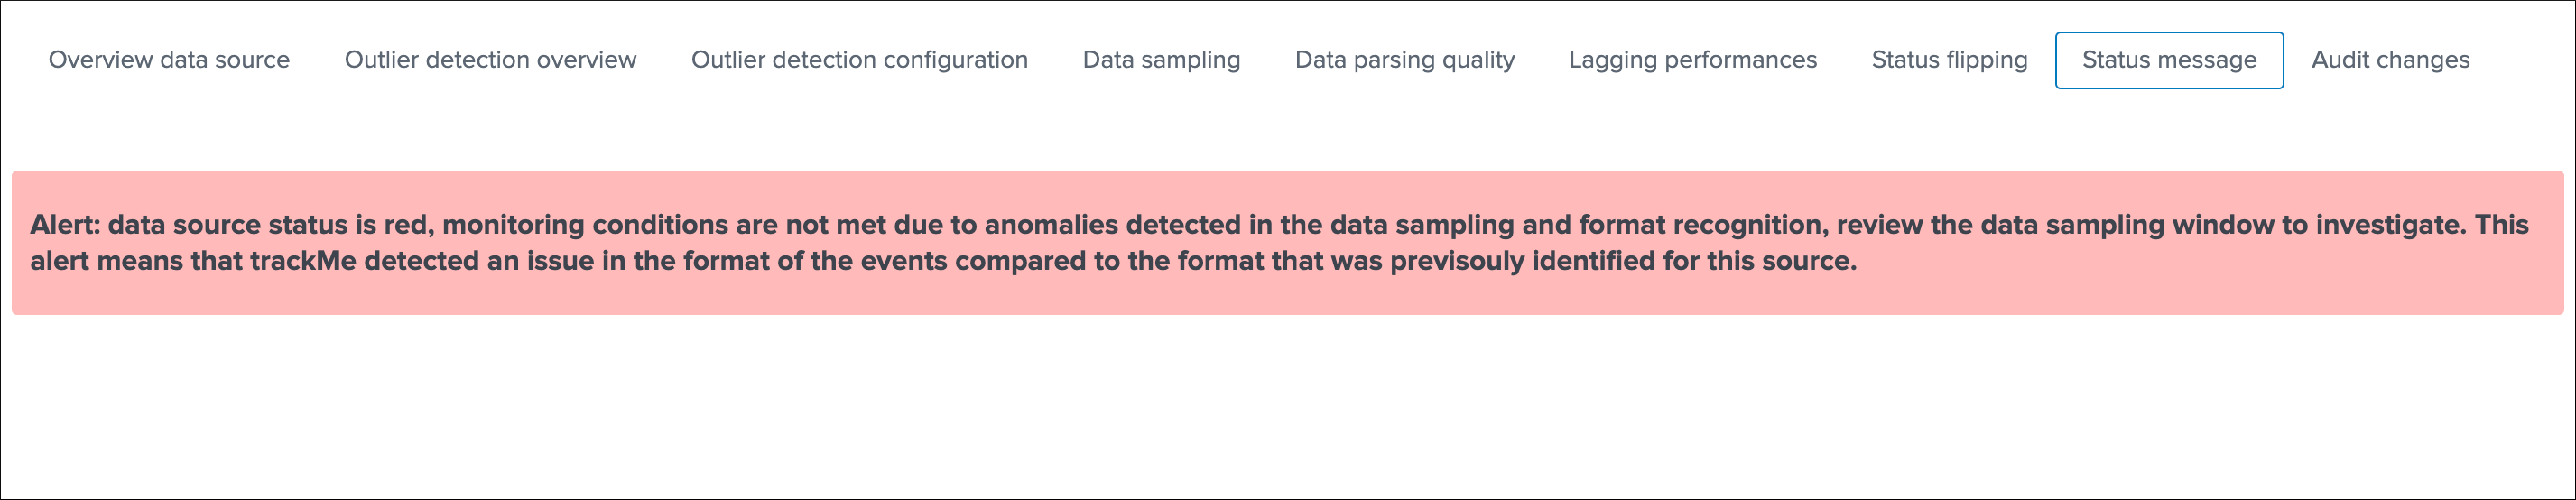 Overview data source Outlier detection overview Outlier detection configuration Data sampling Data parsing quality Lagging performances Status flipping Status message Audit changes
Alert: data source status is red, monitoring conditions are not met due to anomalies detected in the data sampling and format recognition, review the data sampling window to investigate. This
alert means that trackMe detected an issue in the format of the events compared to the format that was previsouly identified for this source.